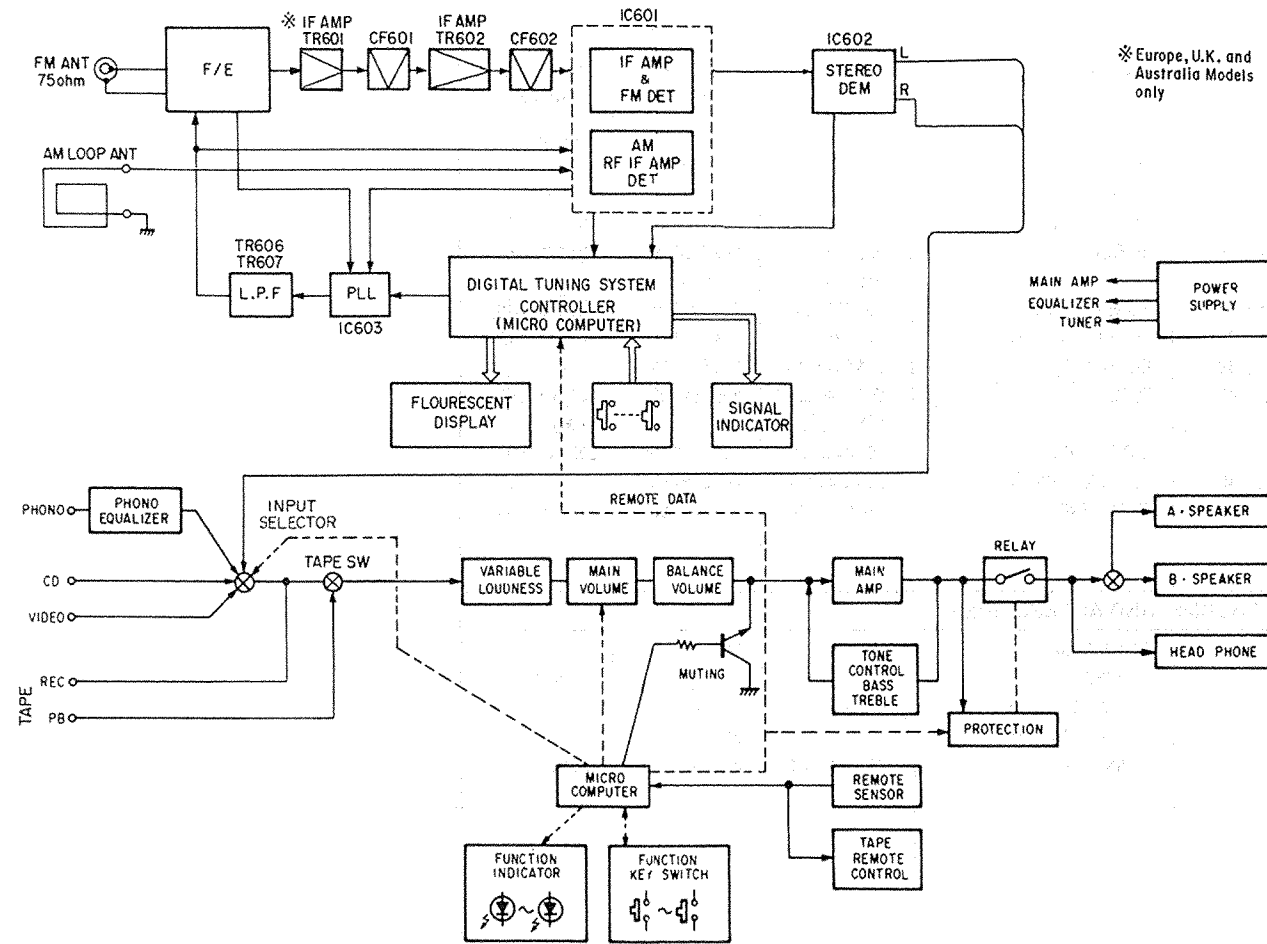 ※ IF AMP
TR601
CF601
IF AMP
TR602
CF602
IC601
FM ANT
75ohm
F/E
IF AMP
&
FM DET
AM
RF IF AMP
DET
IC602
STEREO
DEM
L
R
※ Europe, U.K. and
Australia Models
only
AM LOOP ANT
TR606
TR607
L.P.F
PLL
IC603
DIGITAL TUNING SYSTEM
CONTROLLER
(MICRO COMPUTER)
MAIN AMP
EQUALIZER
TUNER
POWER
SUPPLY
FLOURESCENT
DISPLAY
SIGNAL
INDICATOR
REMOTE DATA
PHONO
PHONO
EQUALIZER
INPUT
SELECTOR
TAPE SW
CD
VIDEO
TAPE
REC
PB
VARIABLE
LOUDNESS
MAIN
VOLUME
BALANCE
VOLUME
MUTING
MAIN
AMP
TONE
CONTROL
BASS
TREBLE
RELAY
PROTECTION
A · SPEAKER
B · SPEAKER
HEAD PHONE
MICRO
COMPUTER
REMOTE
SENSOR
TAPE
REMOTE
CONTROL
FUNCTION
INDICATOR
FUNCTION
KEY SWITCH